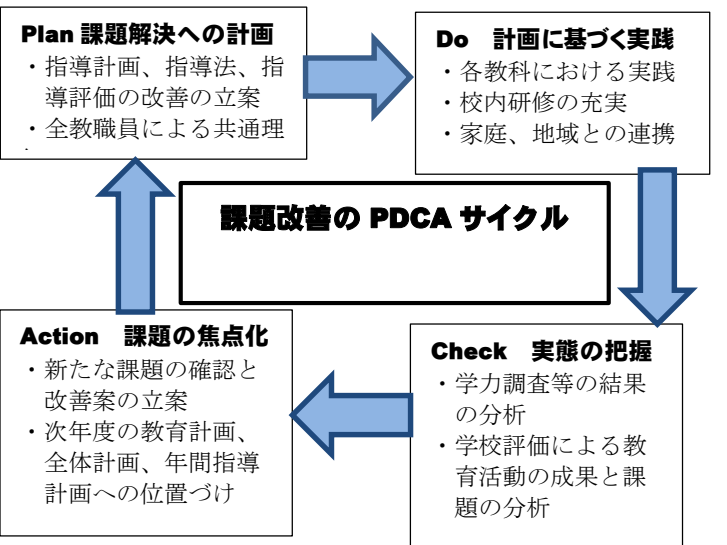 Plan 課題解決への計画
・指導計画、指導法、指
導評価の改善の立案
・全教職員による共通理
Do　計画に基づく実践
・各教科における実践
・校内研修の充実
・家庭、地域との連携
課題改善の PDCA サイクル
Action　課題の焦点化
・新たな課題の確認と
改善案の立案
・次年度の教育計画、
全体計画、年間指導
計画への位置づけ
Check　実態の把握
・学力調査等の結果
の分析
・学校評価による教
育活動の成果と課
題の分析